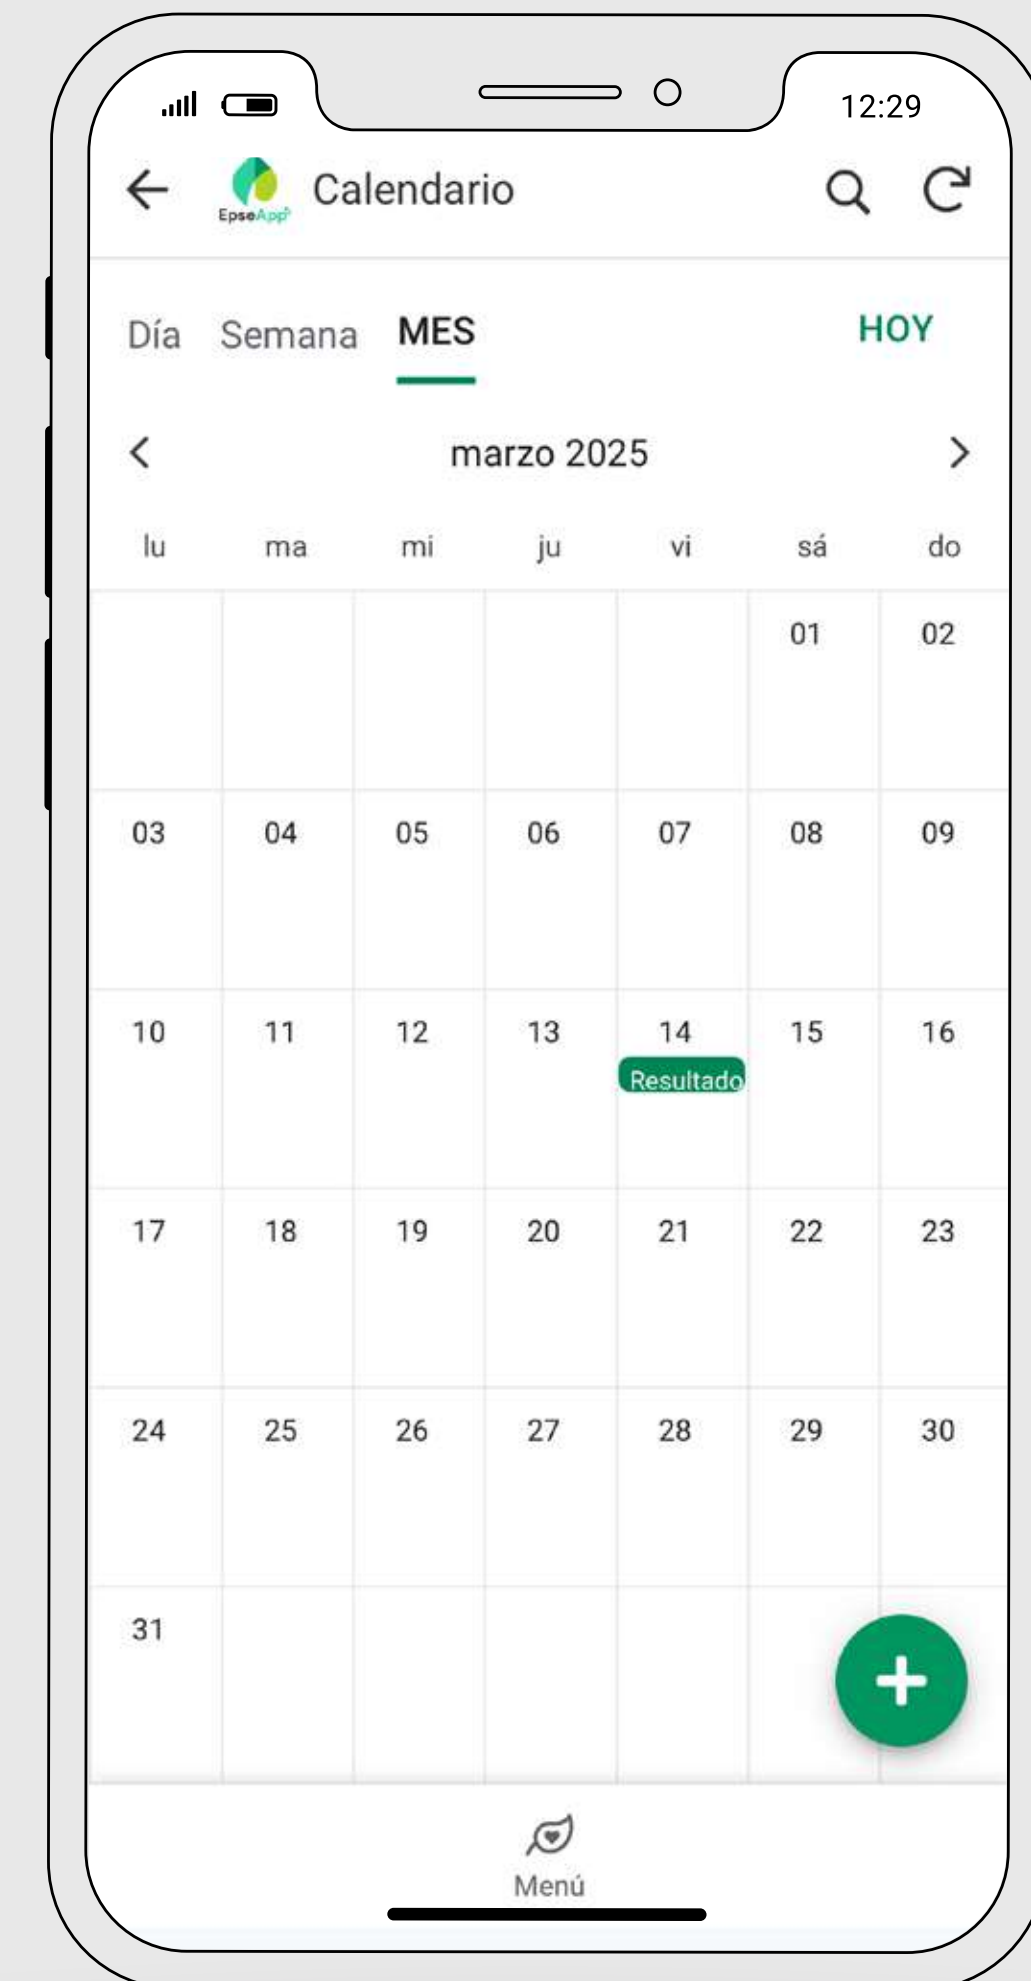 12:29
EpseApp
Calendario
Día Semana MES HOY
marzo 2025
lu ma mi ju vi sá do
01 02
03 04 05 06 07 08 09
10 11 12 13 14 15 16
Resultado
17 18 19 20 21 22 23
24 25 26 27 28 29 30
31
Menú